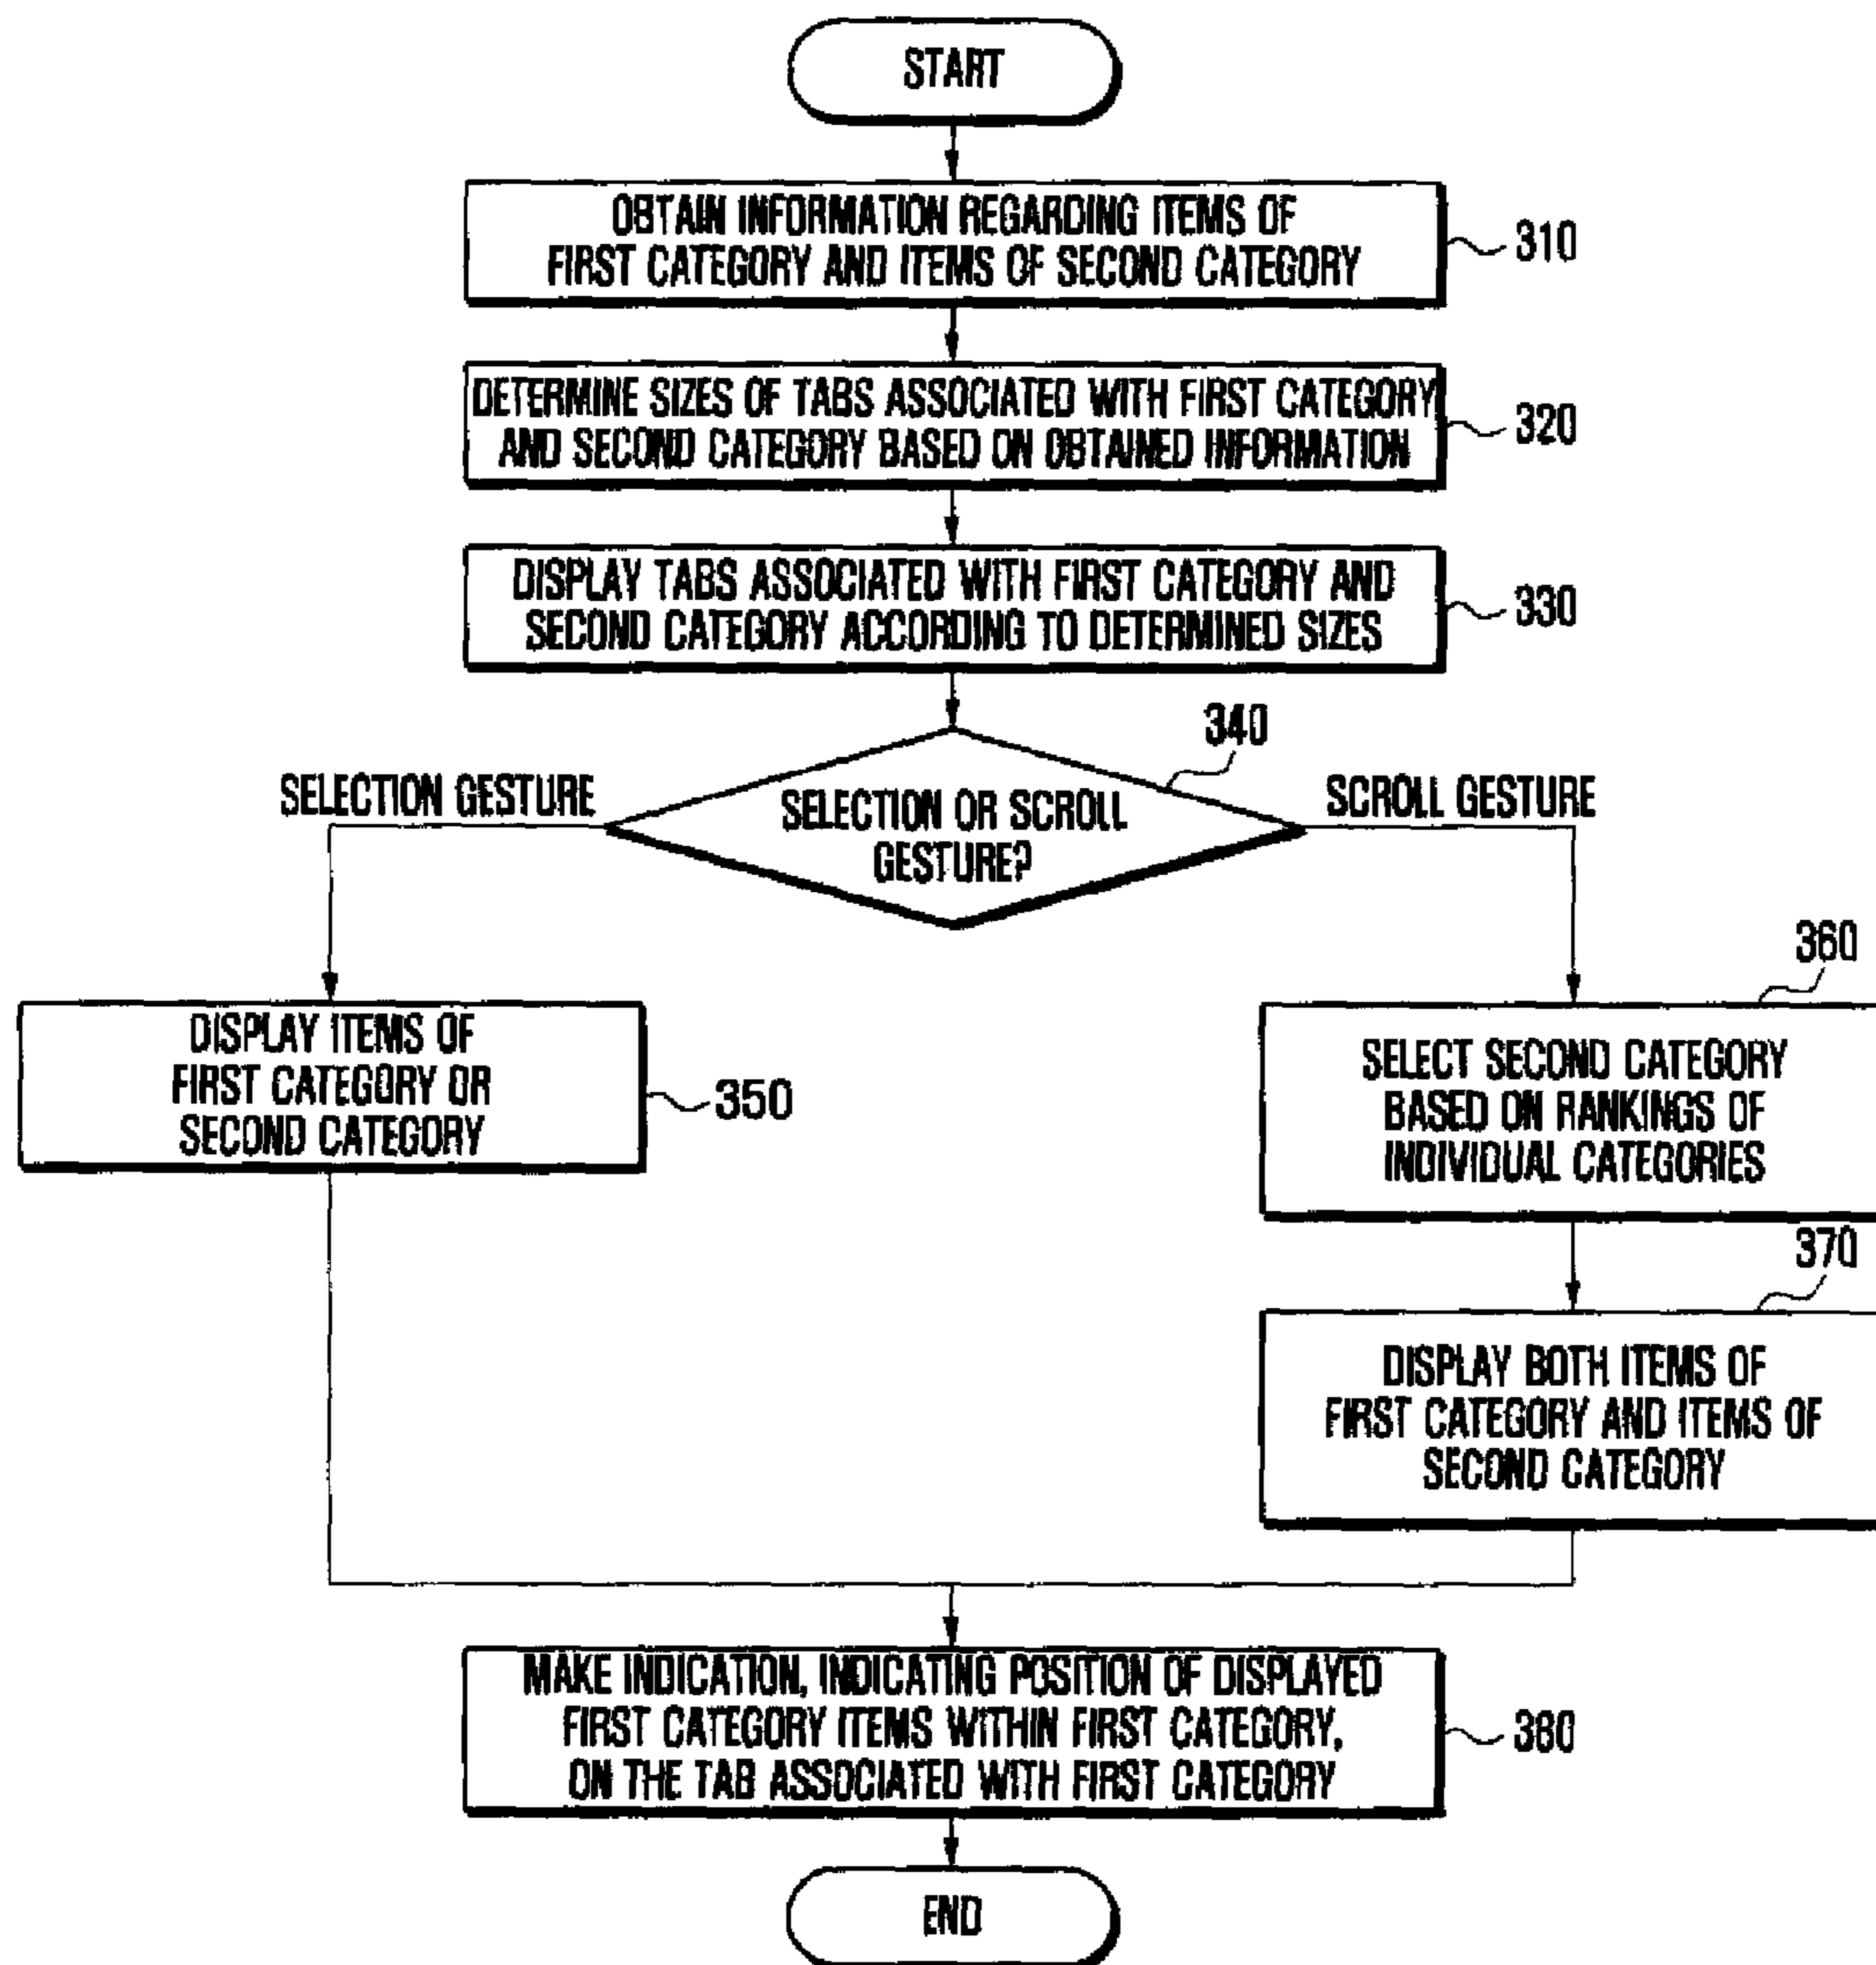 START
OBTAIN INFORMATION REGARDING ITEMS OF
FIRST CATEGORY AND ITEMS OF SECOND CATEGORY
310
DETERMINE SIZES OF TABS ASSOCIATED WITH FIRST CATEGORY
AND SECOND CATEGORY BASED ON OBTAINED INFORMATION
320
DISPLAY TABS ASSOCIATED WITH FIRST CATEGORY AND
SECOND CATEGORY ACCORDING TO DETERMINED SIZES
330
340
SELECTION GESTURE
SELECTION OR SCROLL
GESTURE?
SCROLL GESTURE
DISPLAY ITEMS OF
FIRST CATEGORY OR
SECOND CATEGORY
350
360
SELECT SECOND CATEGORY
BASED ON RANKINGS OF
INDIVIDUAL CATEGORIES
370
DISPLAY BOTH ITEMS OF
FIRST CATEGORY AND ITEMS OF
SECOND CATEGORY
MAKE INDICATION, INDICATING POSITION OF DISPLAYED
FIRST CATEGORY ITEMS WITHIN FIRST CATEGORY,
ON THE TAB ASSOCIATED WITH FIRST CATEGORY
380
END